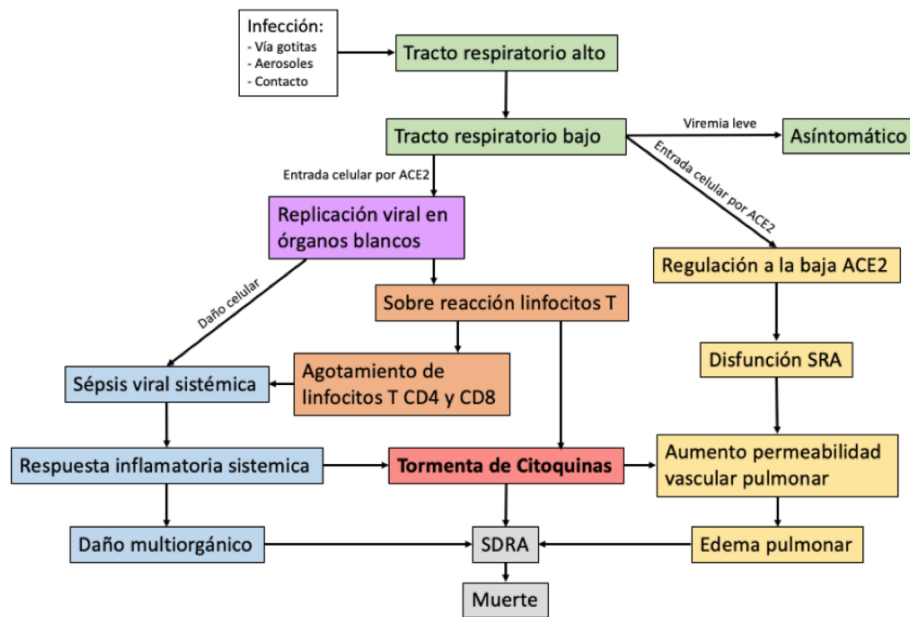 Infección:
- Vía gotitas
- Aerosoles
- Contacto
Tracto respiratorio alto
Tracto respiratorio bajo
Viremia leve
Asíntomático
Entrada celular por ACE2
Entrada celular por ACE2
Replicación viral en
órganos blancos
Regulación a la baja ACE2
Daño celular
Sobre reacción linfocitos T
Disfunción SRA
Sépsis viral sistémica
Agotamiento de
linfocitos T CD4 y CD8
Respuesta inflamatoria sistemica
Tormenta de Citoquinas
Aumento permeabilidad
vascular pulmonar
Daño multiorgánico
SDRA
Edema pulmonar
Muerte